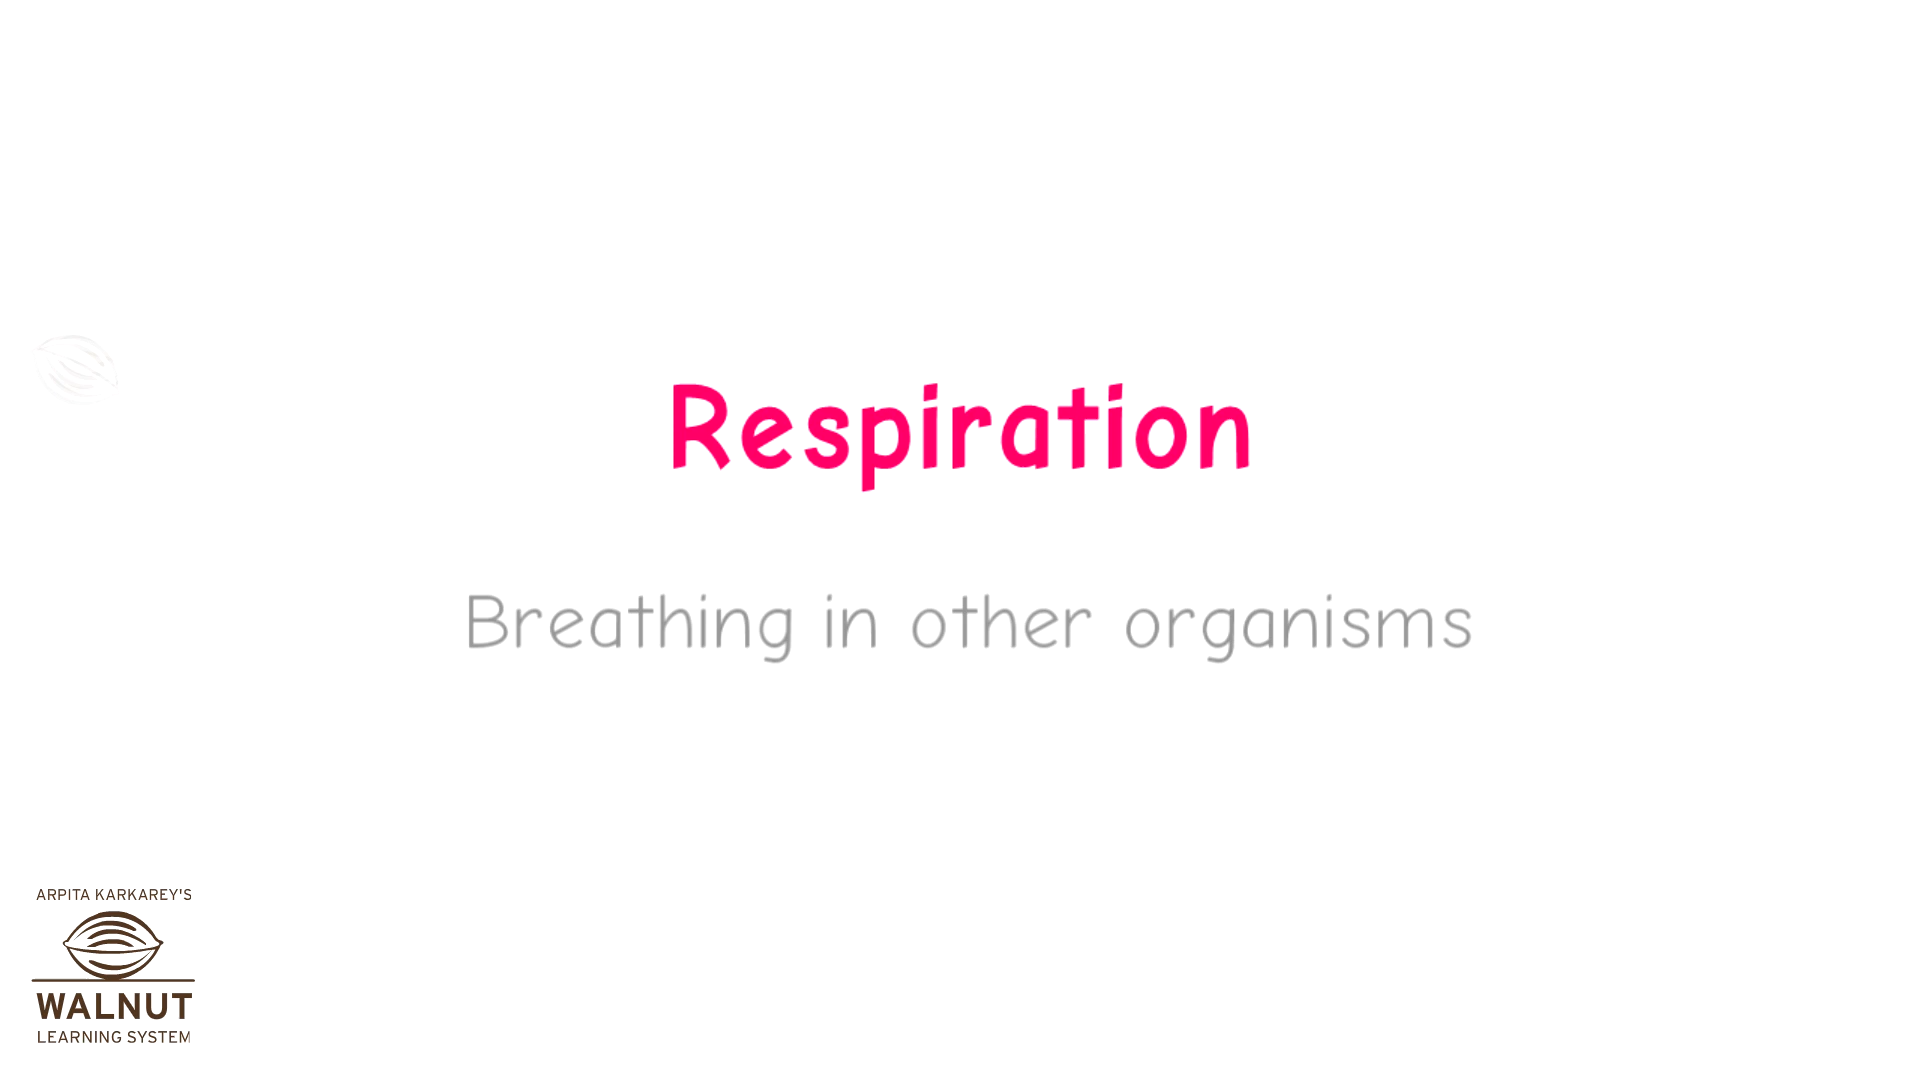 Respiration
Breathing in other organisms
ARPITA KARKAREY'S
WALNUT
LEARNING SYSTEM